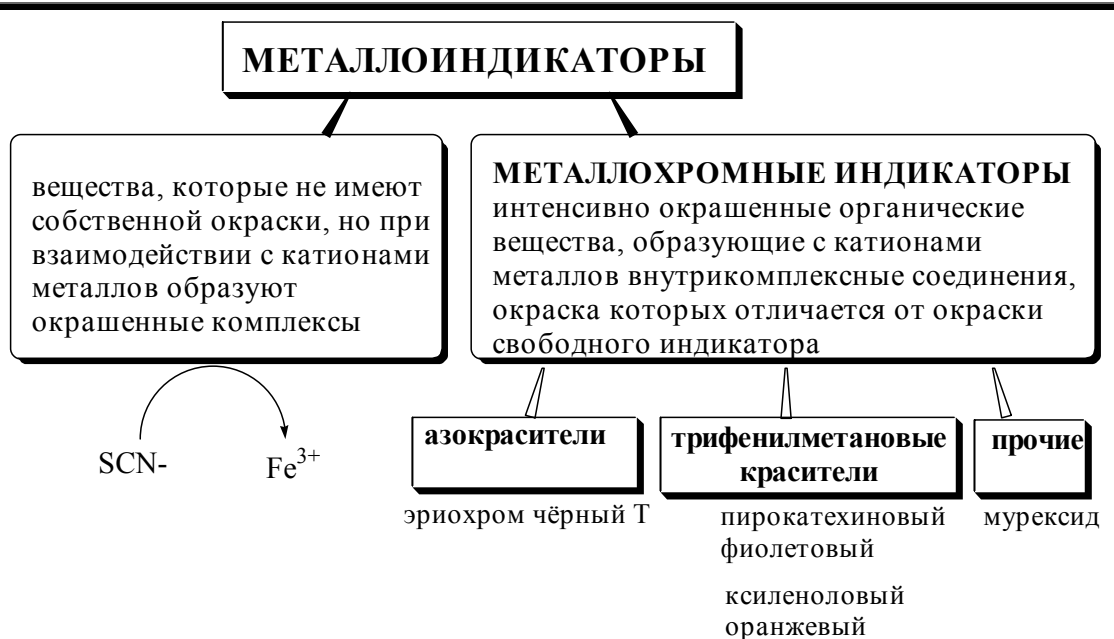 МЕТАЛЛОИНДИКАТОРЫ
вещества, которые не имеют
собственной окраски, но при
взаимодействии с катионами
металлов образуют
окрашенные комплексы
SCN-
Fe³⁺
МЕТАЛЛОХРОМНЫЕ ИНДИКАТОРЫ
интенсивно окрашенные органические
вещества, образующие с катионами
металлов внутрикомплексные соединения,
окраска которых отличается от окраски
свободного индикатора
азокрасители
эриохром чёрный Т
трифенилметановые
красители
пирокатехиновый
фиолетовый
ксиленоловый
оранжевый
прочие
мурексид